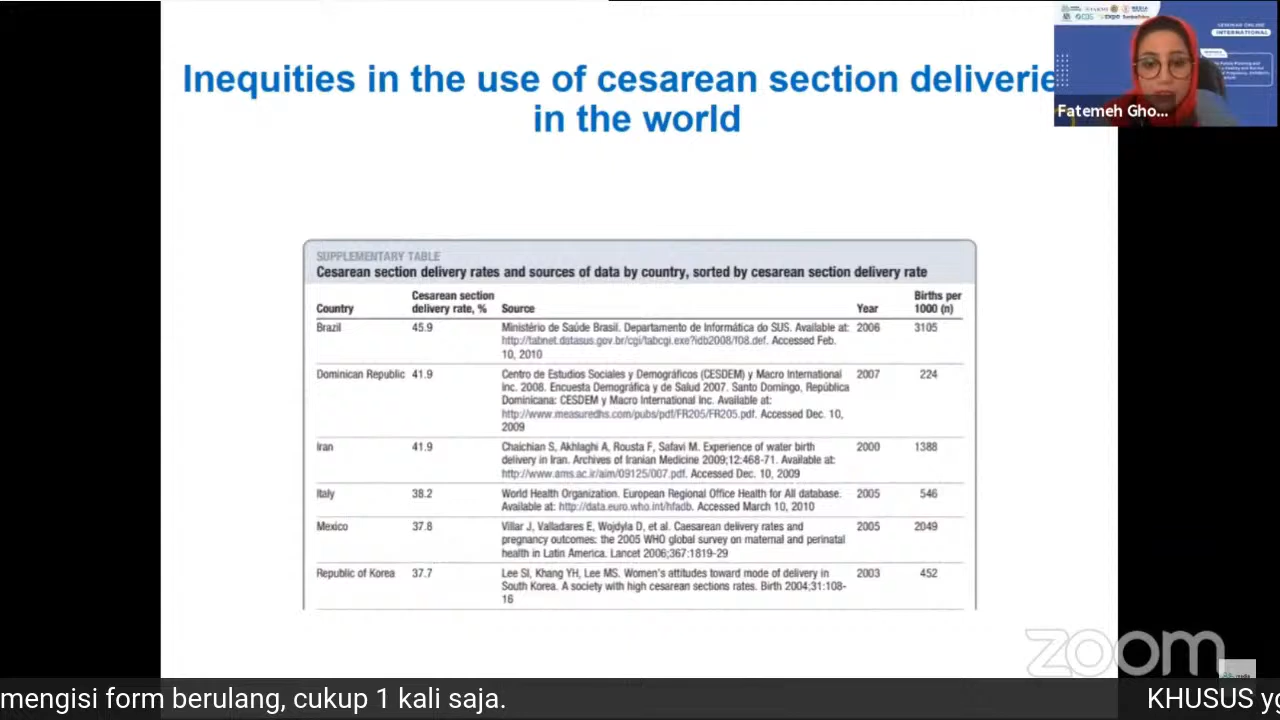 Inequities in the use of cesarean section deliverie
in the world
SEMINAR ONLINE
INTERNATIONAL
Fatemeh Gho...
SUPPLEMENTARY TABLE
Cesarean section delivery rates and sources of data by country, sorted by cesarean section delivery rate
Country Cesarean section delivery rate, % Source Year Births per 1000 (n)
Brazil 45.9 Ministério de Saúde Brasil. Departamento de Informática do SUS. Available at: 2006 3105
http://tabnet.datasus.gov.br/cgi/tabcgi.exe?idb2008/f08.def. Accessed Feb.
10, 2010
Dominican Republic 41.9 Centro de Estudios Sociales y Demográficos (CESDEM) y Macro International 2007 224
Inc. 2008. Encuesta Demográfica y de Salud 2007. Santo Domingo, República
Dominicana: CESDEM y Macro International Inc. Available at:
http://www.measuredhs.com/pubs/pdf/FR205/FR205.pdf. Accessed Dec. 10,
2009
Iran 41.9 Chaichian S, Akhlaghi A, Rousta F, Safavi M. Experience of water birth 2000 1388
delivery in Iran. Archives of Iranian Medicine 2009;12:468-71. Available at:
http://www.ams.ac.ir/aim/09125/007.pdf. Accessed Dec. 10, 2009
Italy 38.2 World Health Organization. European Regional Office Health for All database. 2005 546
Available at: http://data.euro.who.int/hfadb. Accessed March 10, 2010
Mexico 37.8 Villar J, Valladares E, Wojdyla D, et al. Caesarean delivery rates and 2005 2049
pregnancy outcomes: the 2005 WHO global survey on maternal and perinatal
health in Latin America. Lancet 2006;367:1819-29
Republic of Korea 37.7 Lee SI, Khang YH, Lee MS. Women's attitudes toward mode of delivery in 2003 452
South Korea. A society with high cesarean sections rates. Birth 2004;31:108-
16
zoom
mengisi form berulang, cukup 1 kali saja. KHUSUS yg